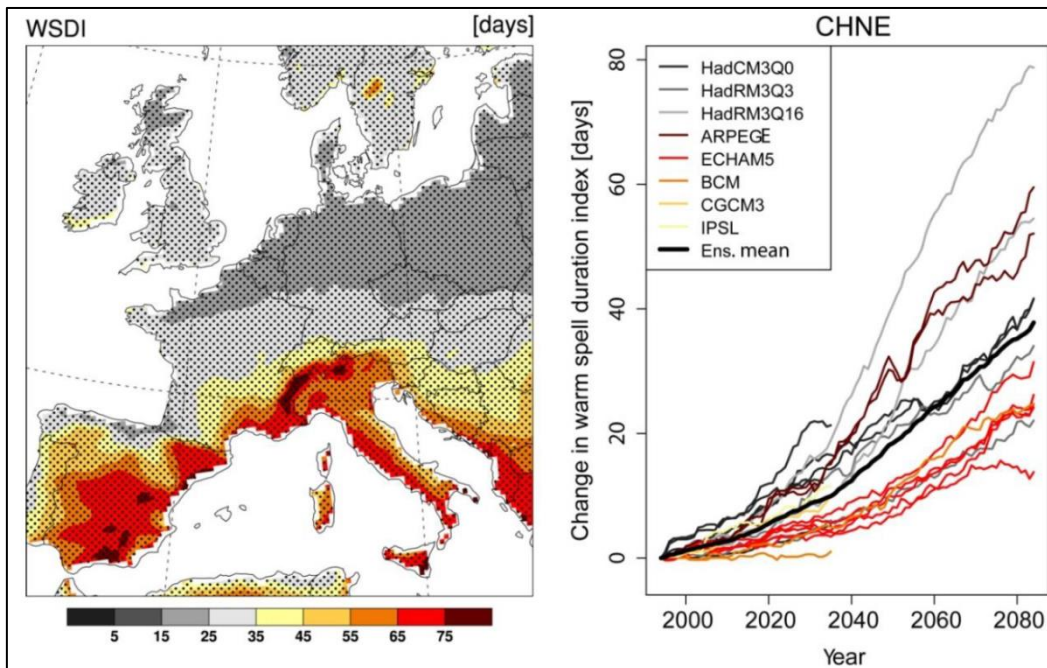 WSDI [days]
5 15 25 35 45 55 65 75
CHNE
Change in warm spell duration index [days]
80
60
40
20
0
HadCM3Q0
HadRM3Q3
HadRM3Q16
ARPEGE
ECHAM5
BCM
CGCM3
IPSL
Ens. mean
2000 2020 2040 2060 2080
Year